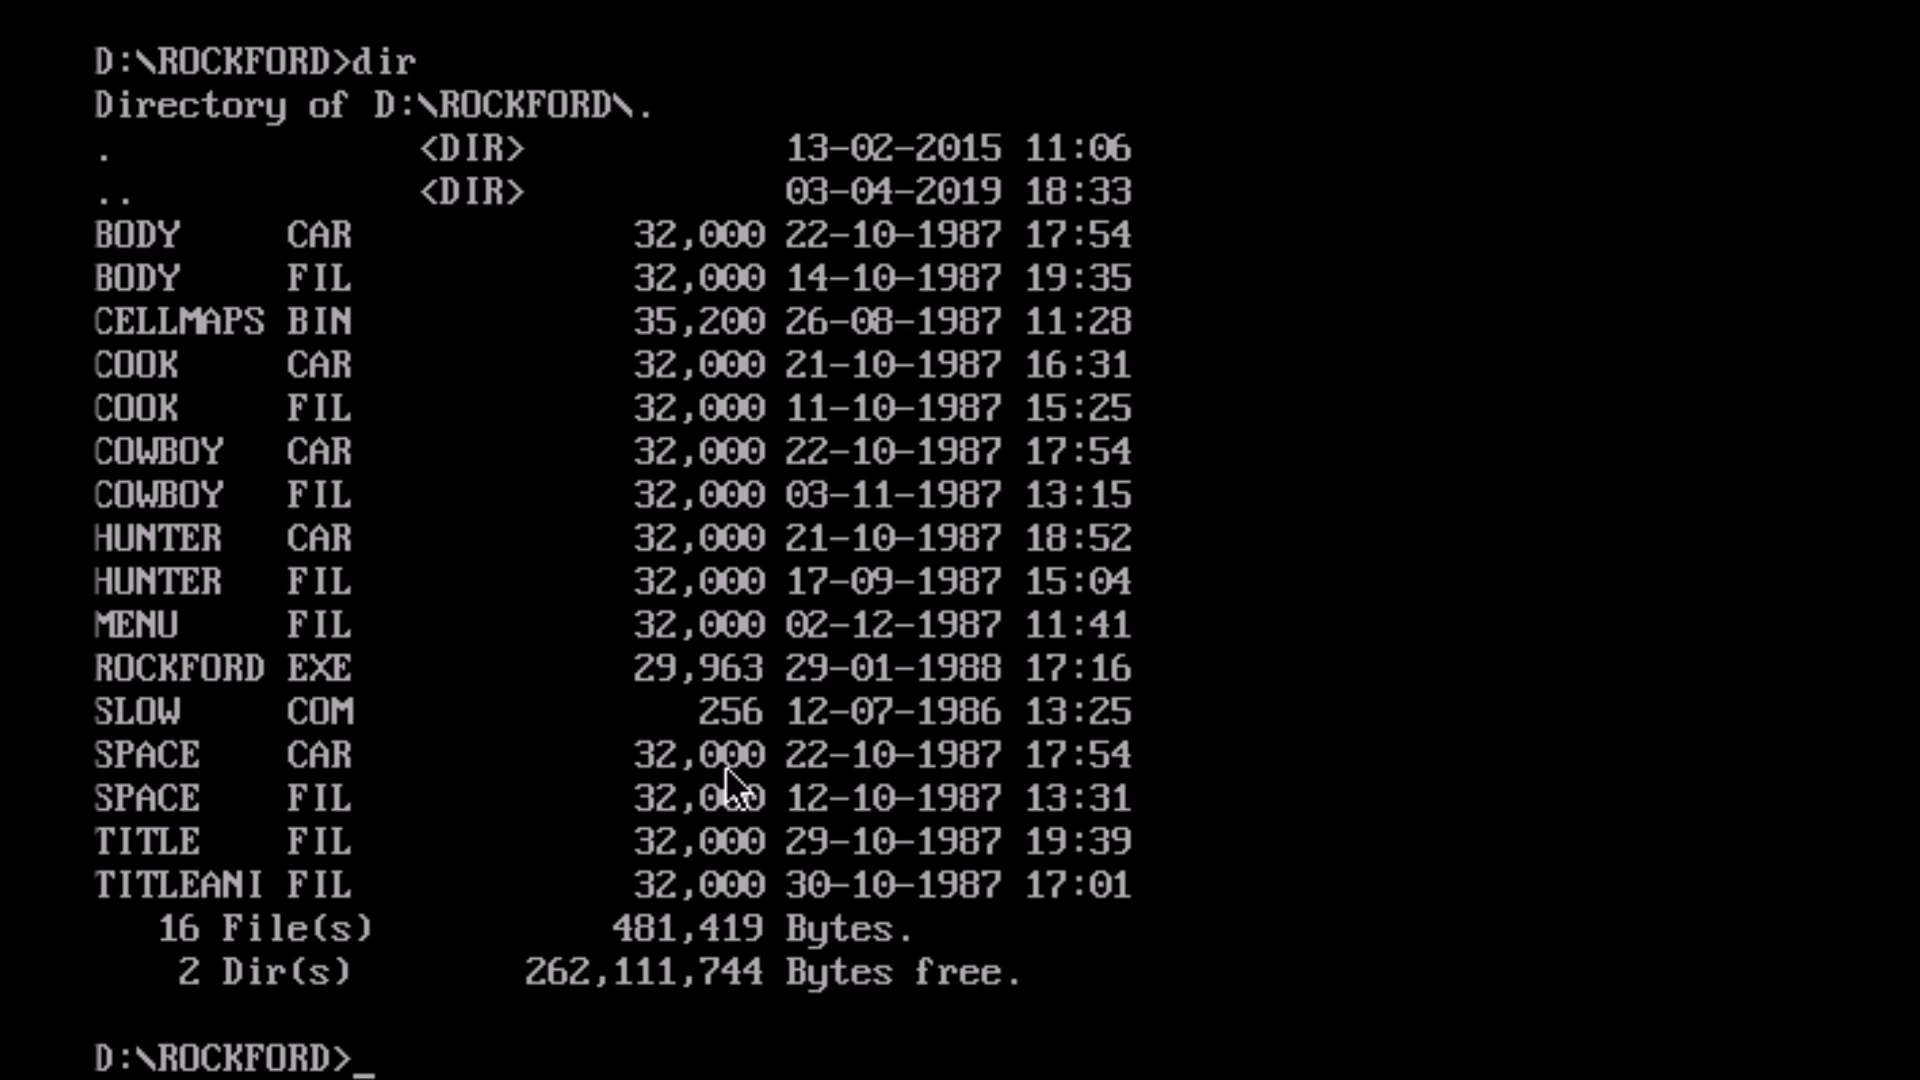 D:\ROCKFORD>dir
Directory of D:\ROCKFORD\.
.              <DIR>            13-02-2015 11:06
..             <DIR>            03-04-2019 18:33
BODY     CAR             32,000 22-10-1987 17:54
BODY     FIL             32,000 14-10-1987 19:35
CELLMAPS BIN             35,200 26-08-1987 11:28
COOK     CAR             32,000 21-10-1987 16:31
COOK     FIL             32,000 11-10-1987 15:25
COWBOY   CAR             32,000 22-10-1987 17:54
COWBOY   FIL             32,000 03-11-1987 13:15
HUNTER   CAR             32,000 21-10-1987 18:52
HUNTER   FIL             32,000 17-09-1987 15:04
MENU     FIL             32,000 02-12-1987 11:41
ROCKFORD EXE             29,963 29-01-1988 17:16
SLOW     COM                256 12-07-1986 13:25
SPACE    CAR             32,000 22-10-1987 17:54
SPACE    FIL             32,000 12-10-1987 13:31
TITLE    FIL             32,000 29-10-1987 19:39
TITLEANI FIL             32,000 30-10-1987 17:01
   16 File(s)           481,419 Bytes.
    2 Dir(s)        262,111,744 Bytes free.
D:\ROCKFORD>_